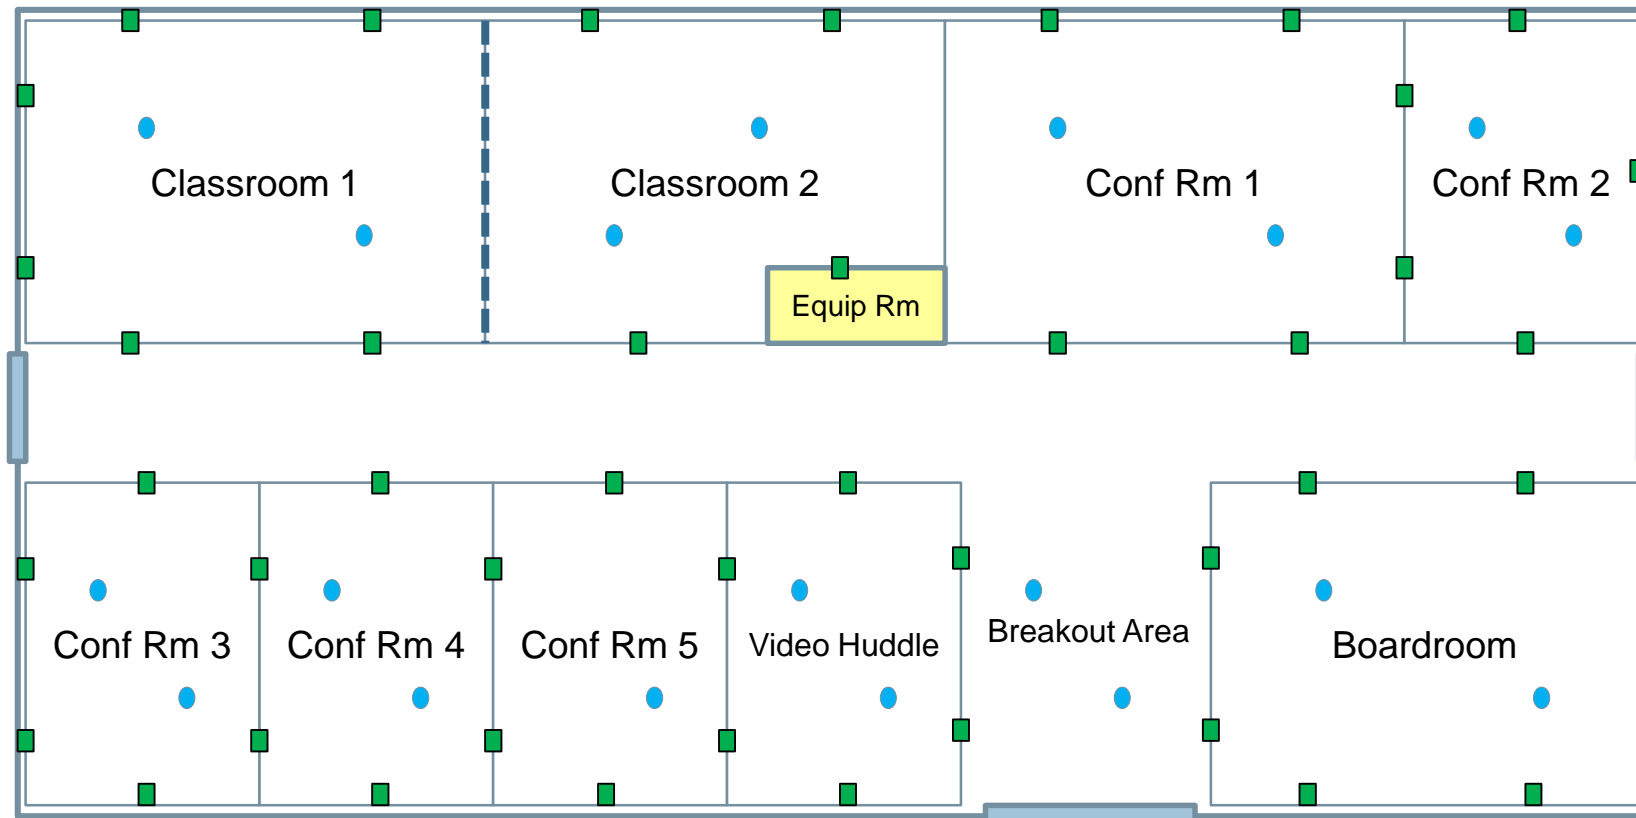 Classroom 1
Classroom 2
Conf Rm 1
Conf Rm 2
Equip Rm
Conf Rm 3
Conf Rm 4
Conf Rm 5
Video Huddle
Breakout Area
Boardroom